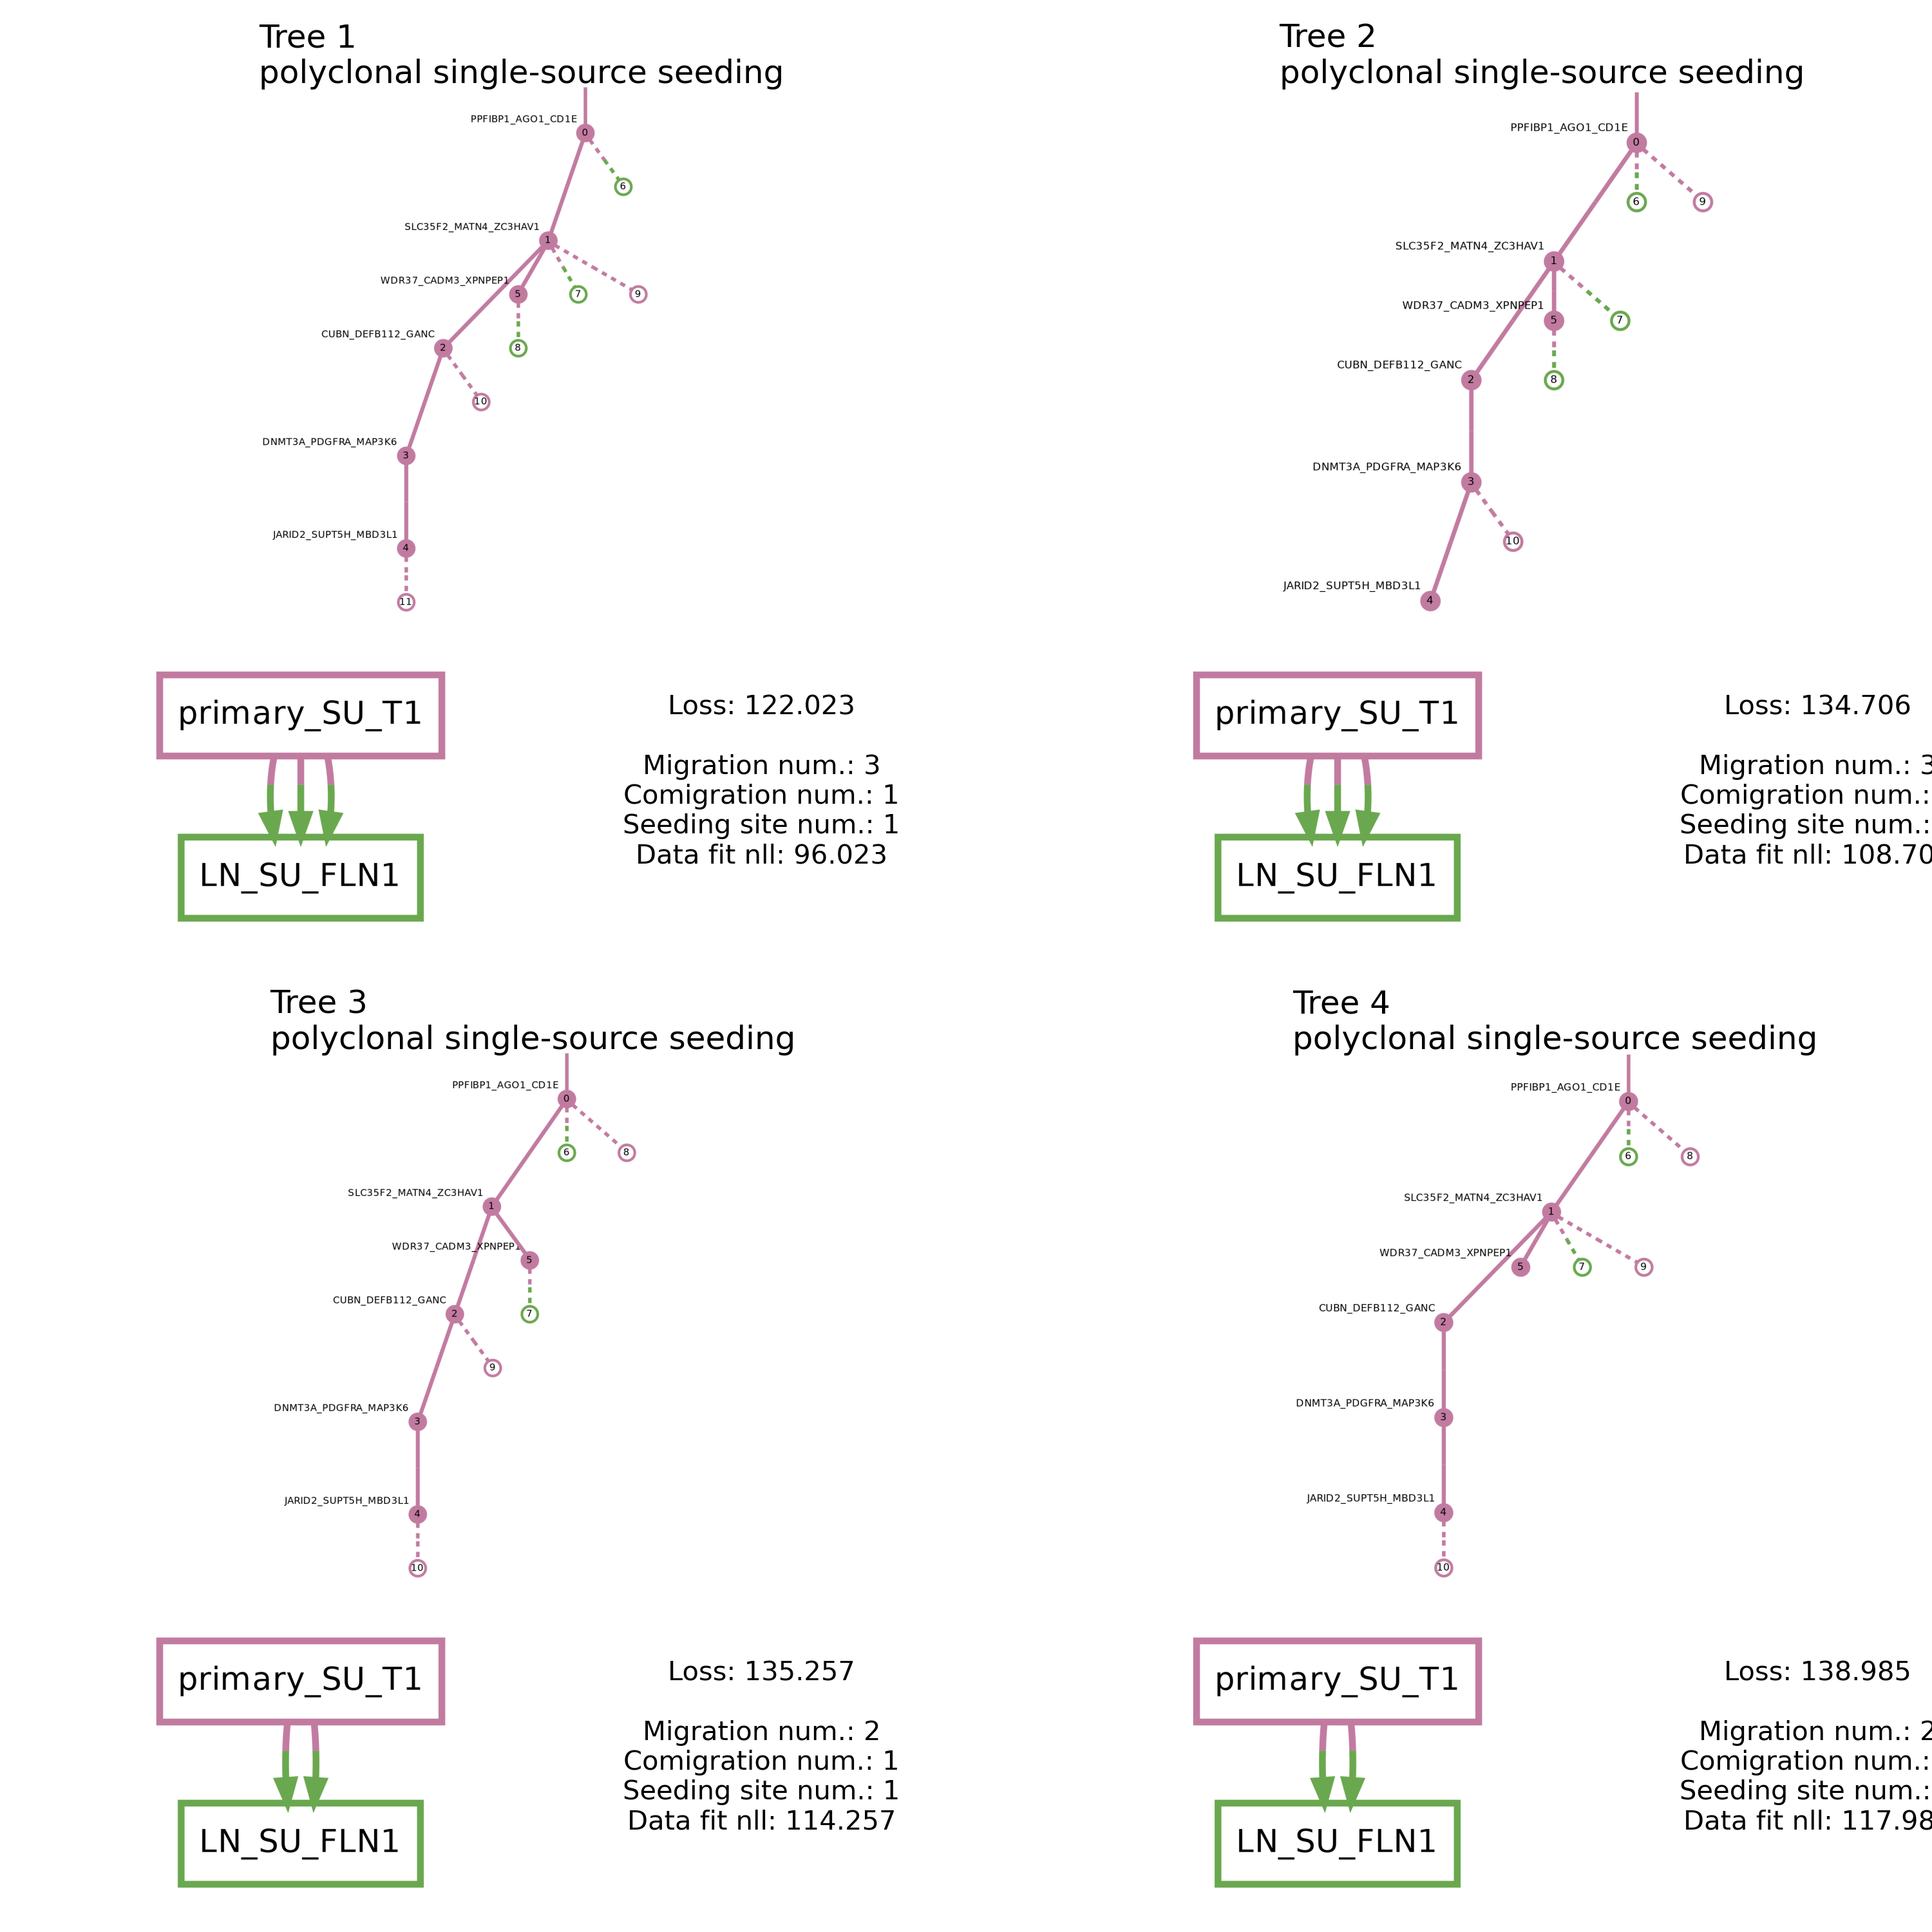 Tree 1
polyclonal single-source seeding
PPFIBP1_AGO1_CD1E
0
6
SLC35F2_MATN4_ZC3HAV1
1
WDR37_CADM3_XPNPEP1
5
7
9
CUBN_DEFB112_GANC
2
8
10
DNMT3A_PDGFRA_MAP3K6
3
JARID2_SUPT5H_MBD3L1
4
11
primary_SU_T1
LN_SU_FLN1
Loss: 122.023
Migration num.: 3
Comigration num.: 1
Seeding site num.: 1
Data fit nll: 96.023
Tree 2
polyclonal single-source seeding
PPFIBP1_AGO1_CD1E
0
6
9
SLC35F2_MATN4_ZC3HAV1
1
WDR37_CADM3_XPNPEP1
5
7
CUBN_DEFB112_GANC
2
8
DNMT3A_PDGFRA_MAP3K6
3
10
JARID2_SUPT5H_MBD3L1
4
primary_SU_T1
LN_SU_FLN1
Loss: 134.706
Migration num.: 3
Comigration num.:
Seeding site num.:
Data fit nll: 108.70
Tree 3
polyclonal single-source seeding
PPFIBP1_AGO1_CD1E
0
6
8
SLC35F2_MATN4_ZC3HAV1
1
WDR37_CADM3_XPNPEP1
5
CUBN_DEFB112_GANC
2
7
9
DNMT3A_PDGFRA_MAP3K6
3
JARID2_SUPT5H_MBD3L1
4
10
primary_SU_T1
LN_SU_FLN1
Loss: 135.257
Migration num.: 2
Comigration num.: 1
Seeding site num.: 1
Data fit nll: 114.257
Tree 4
polyclonal single-source seeding
PPFIBP1_AGO1_CD1E
0
6
8
SLC35F2_MATN4_ZC3HAV1
1
WDR37_CADM3_XPNPEP1
5
7
9
CUBN_DEFB112_GANC
2
DNMT3A_PDGFRA_MAP3K6
3
JARID2_SUPT5H_MBD3L1
4
10
primary_SU_T1
LN_SU_FLN1
Loss: 138.985
Migration num.: 2
Comigration num.:
Seeding site num.:
Data fit nll: 117.98